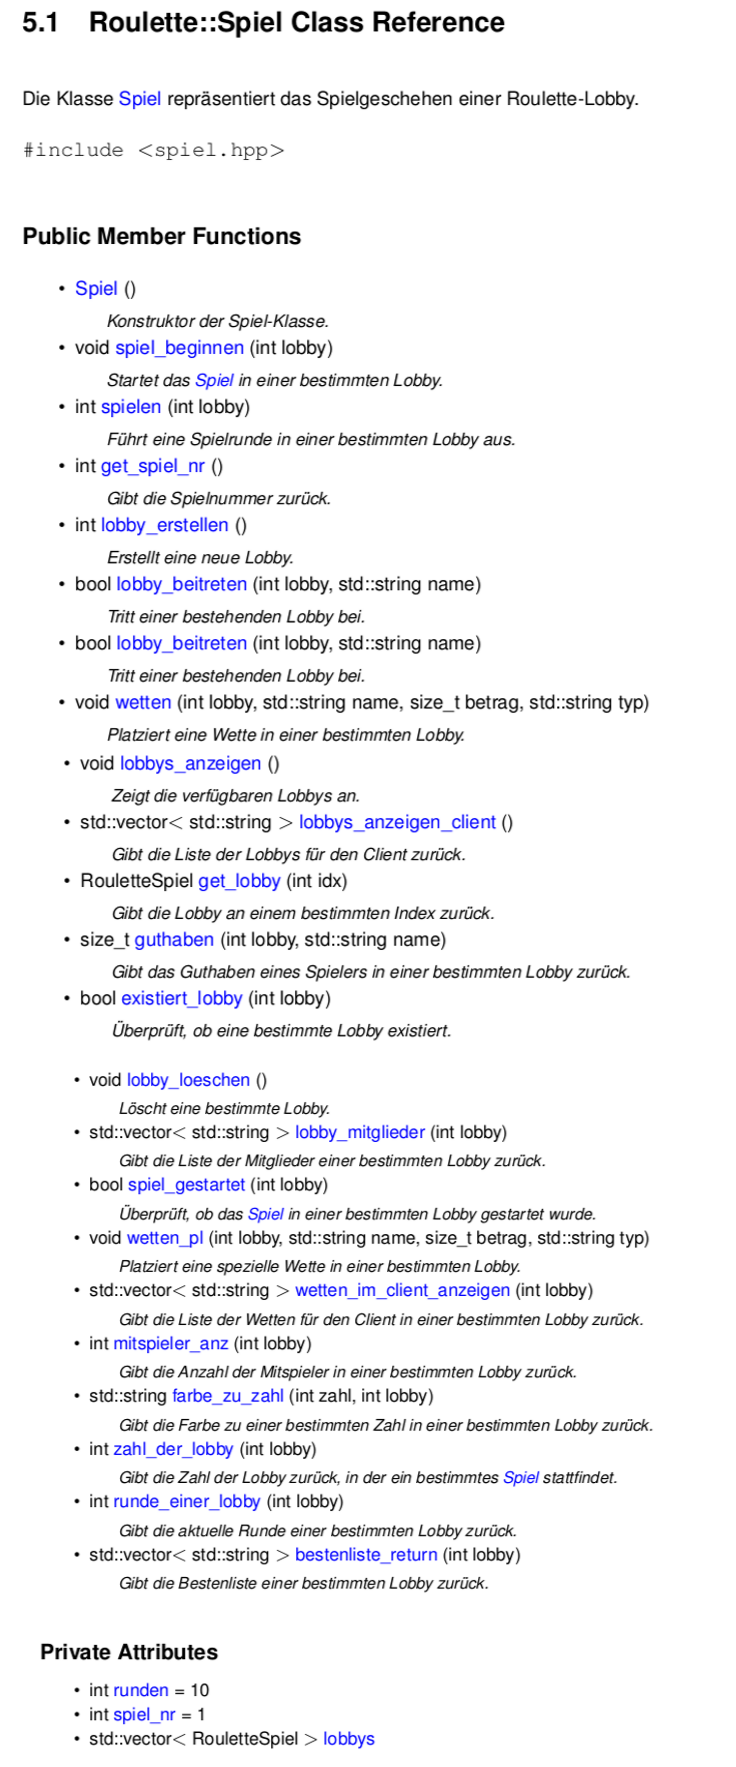 5.1 Roulette::Spiel Class Reference
Die Klasse Spiel repräsentiert das Spielgeschehen einer Roulette-Lobby.
#include <spiel.hpp>
Public Member Functions
• Spiel ()
Konstruktor der Spiel-Klasse.
• void spiel_beginnen (int lobby)
Startet das Spiel in einer bestimmten Lobby.
• int spielen (int lobby)
Führt eine Spielrunde in einer bestimmten Lobby aus.
• int get_spiel_nr ()
Gibt die Spielnummer zurück.
• int lobby_erstellen ()
Erstellt eine neue Lobby.
• bool lobby_beitreten (int lobby, std::string name)
Tritt einer bestehenden Lobby bei.
• bool lobby_beitreten (int lobby, std::string name)
Tritt einer bestehenden Lobby bei.
• void wetten (int lobby, std::string name, size_t betrag, std::string typ)
Platziert eine Wette in einer bestimmten Lobby.
• void lobbys_anzeigen ()
Zeigt die verfügbaren Lobbys an.
• std::vector< std::string > lobbys_anzeigen_client ()
Gibt die Liste der Lobbys für den Client zurück.
• RouletteSpiel get_lobby (int idx)
Gibt die Lobby an einem bestimmten Index zurück.
• size_t guthaben (int lobby, std::string name)
Gibt das Guthaben eines Spielers in einer bestimmten Lobby zurück.
• bool existiert_lobby (int lobby)
Überprüft, ob eine bestimmte Lobby existiert.
• void lobby_loeschen ()
Löscht eine bestimmte Lobby.
• std::vector< std::string > lobby_mitglieder (int lobby)
Gibt die Liste der Mitglieder einer bestimmten Lobby zurück.
• bool spiel_gestartet (int lobby)
Überprüft, ob das Spiel in einer bestimmten Lobby gestartet wurde.
• void wetten_pl (int lobby, std::string name, size_t betrag, std::string typ)
Platziert eine spezielle Wette in einer bestimmten Lobby.
• std::vector< std::string > wetten_im_client_anzeigen (int lobby)
Gibt die Liste der Wetten für den Client in einer bestimmten Lobby zurück.
• int mitspieler_anz (int lobby)
Gibt die Anzahl der Mitspieler in einer bestimmten Lobby zurück.
• std::string farbe_zu_zahl (int zahl, int lobby)
Gibt die Farbe zu einer bestimmten Zahl in einer bestimmten Lobby zurück.
• int zahl_der_lobby (int lobby)
Gibt die Zahl der Lobby zurück, in der ein bestimmtes Spiel stattfindet.
• int runde_einer_lobby (int lobby)
Gibt die aktuelle Runde einer bestimmten Lobby zurück.
• std::vector< std::string > bestenliste_return (int lobby)
Gibt die Bestenliste einer bestimmten Lobby zurück.
Private Attributes
• int runden = 10
• int spiel_nr = 1
• std::vector< RouletteSpiel > lobbys